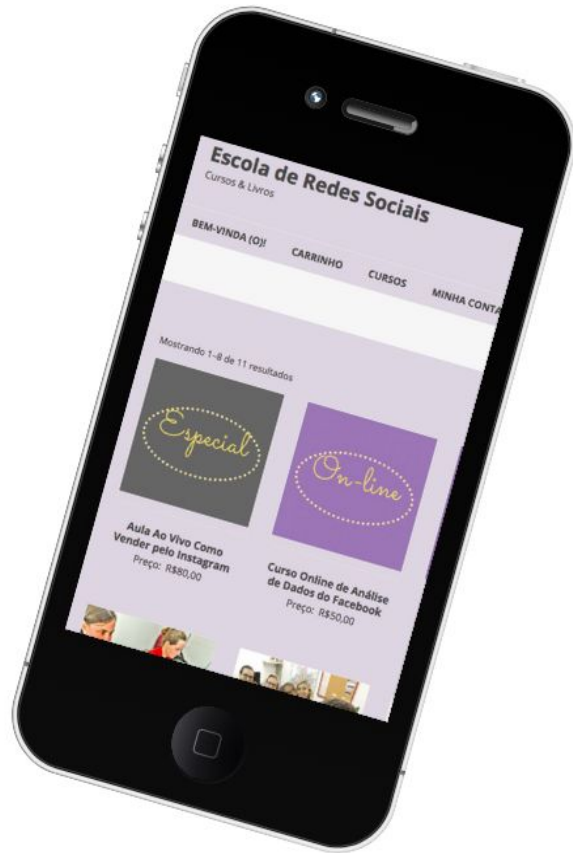 Escola de Redes Sociais
Cursos & Livros
BEM-VINDA (O)! CARRINHO CURSOS MINHA CONTA
Mostrando 1–8 de 11 resultados
Especial
On-line
Aula Ao Vivo Como
Vender pelo Instagram
Preço: R$80,00
Curso Online de Análise
de Dados do Facebook
Preço: R$50,00